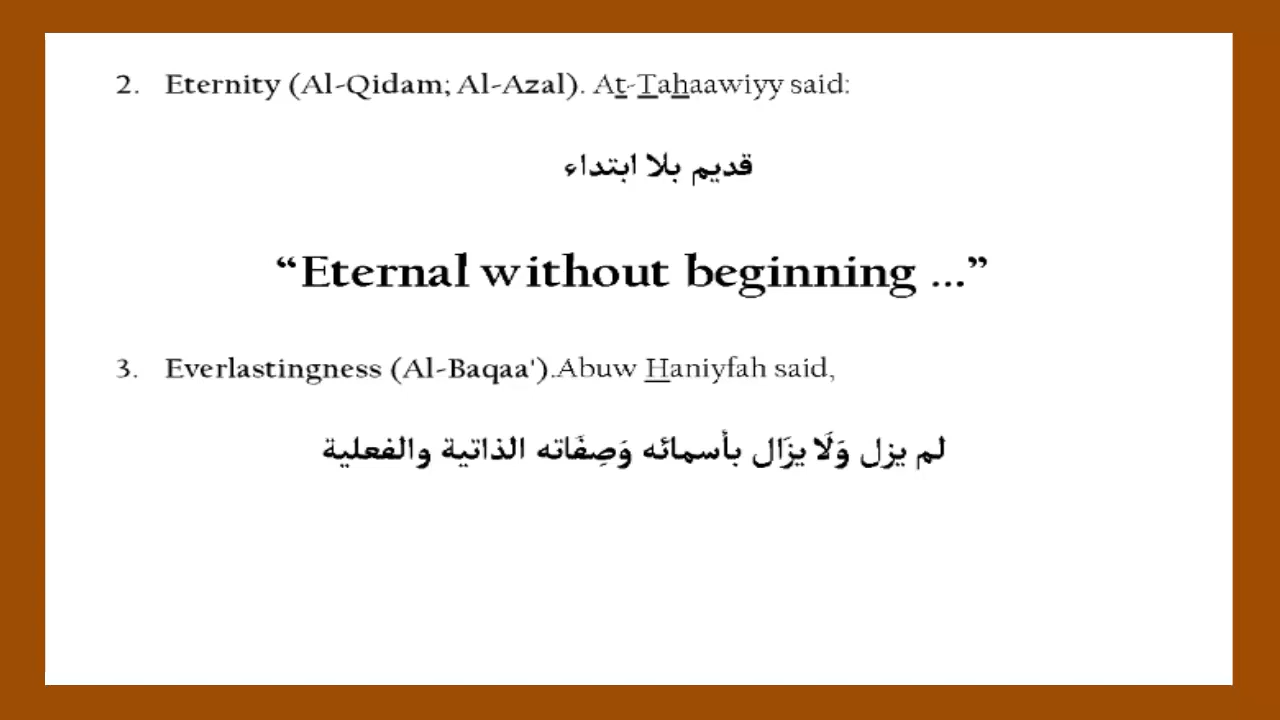 2. Eternity (Al-Qidam; Al-Azal). At-Tahaawiyy said:
قديم بلا ابتداء
“Eternal without beginning ...”
3. Everlastingness (Al-Baqaa').Abuw Haniyfah said,
لم يزل وَلَا يزَال بأسمائه وَصِفَاته الذاتية والفعلية